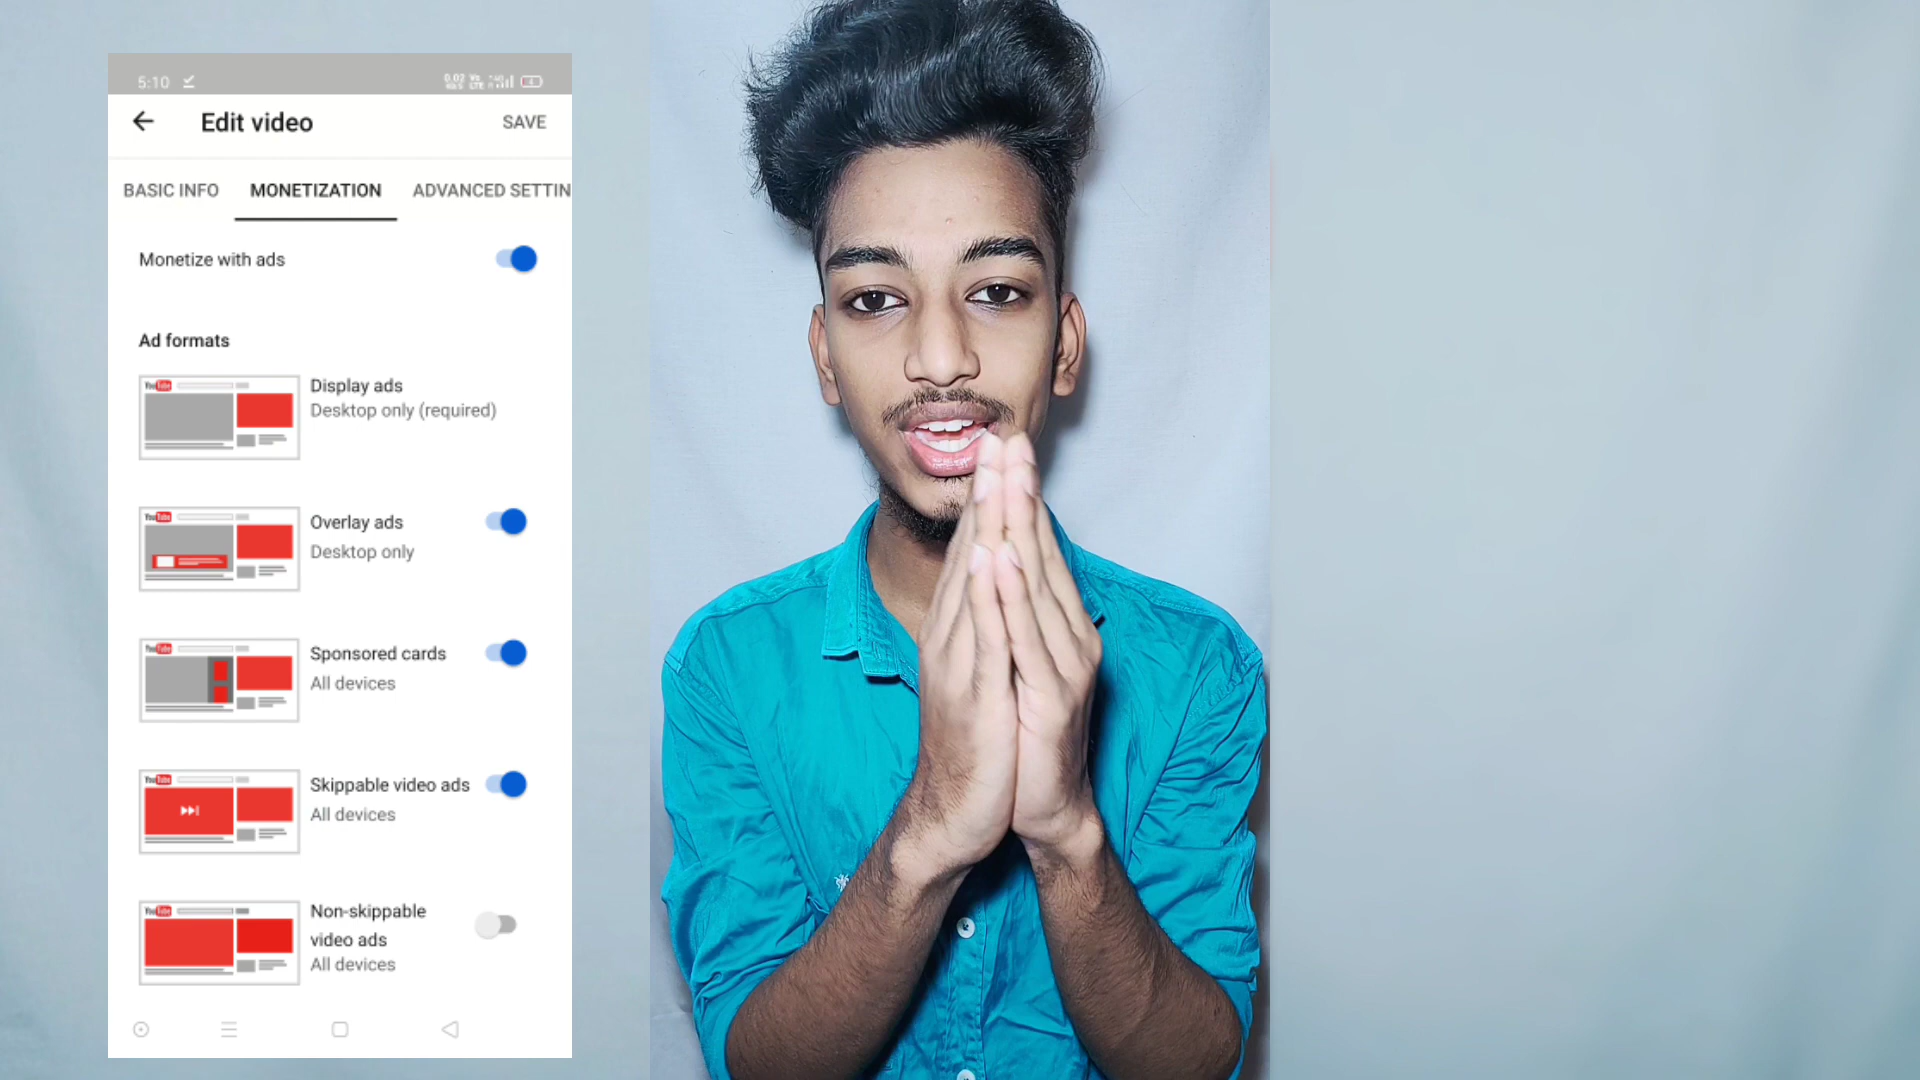 5:10
Edit video
SAVE
BASIC INFO
MONETIZATION
ADVANCED SETTIN
Monetize with ads
Ad formats
Display ads
Desktop only (required)
Overlay ads
Desktop only
Sponsored cards
All devices
Skippable video ads
All devices
Non-skippable
video ads
All devices